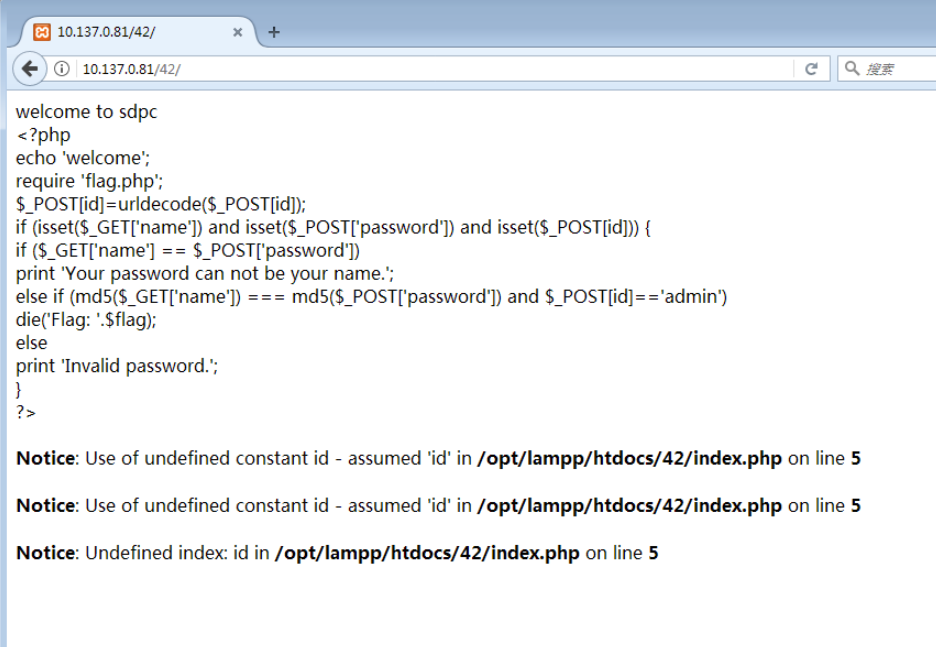 10.137.0.81/42/
10.137.0.81/42/
搜索
welcome to sdpc
<?php
echo 'welcome';
require 'flag.php';
$_POST[id]=urldecode($_POST[id]);
if (isset($_GET['name']) and isset($_POST['password']) and isset($_POST[id])) {
if ($_GET['name'] == $_POST['password'])
print 'Your password can not be your name.';
else if (md5($_GET['name']) === md5($_POST['password']) and $_POST[id]=='admin')
die('Flag: '.$flag);
else
print 'Invalid password.';
}
?>
Notice: Use of undefined constant id - assumed 'id' in /opt/lampp/htdocs/42/index.php on line 5
Notice: Use of undefined constant id - assumed 'id' in /opt/lampp/htdocs/42/index.php on line 5
Notice: Undefined index: id in /opt/lampp/htdocs/42/index.php on line 5